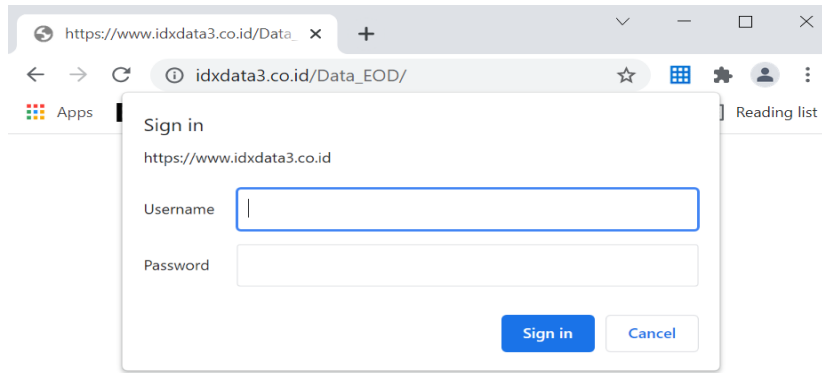 https://www.idxdata3.co.id/Data_
idxdata3.co.id/Data_EOD/
Apps
Reading list
Sign in
https://www.idxdata3.co.id
Username
Password
Sign in
Cancel